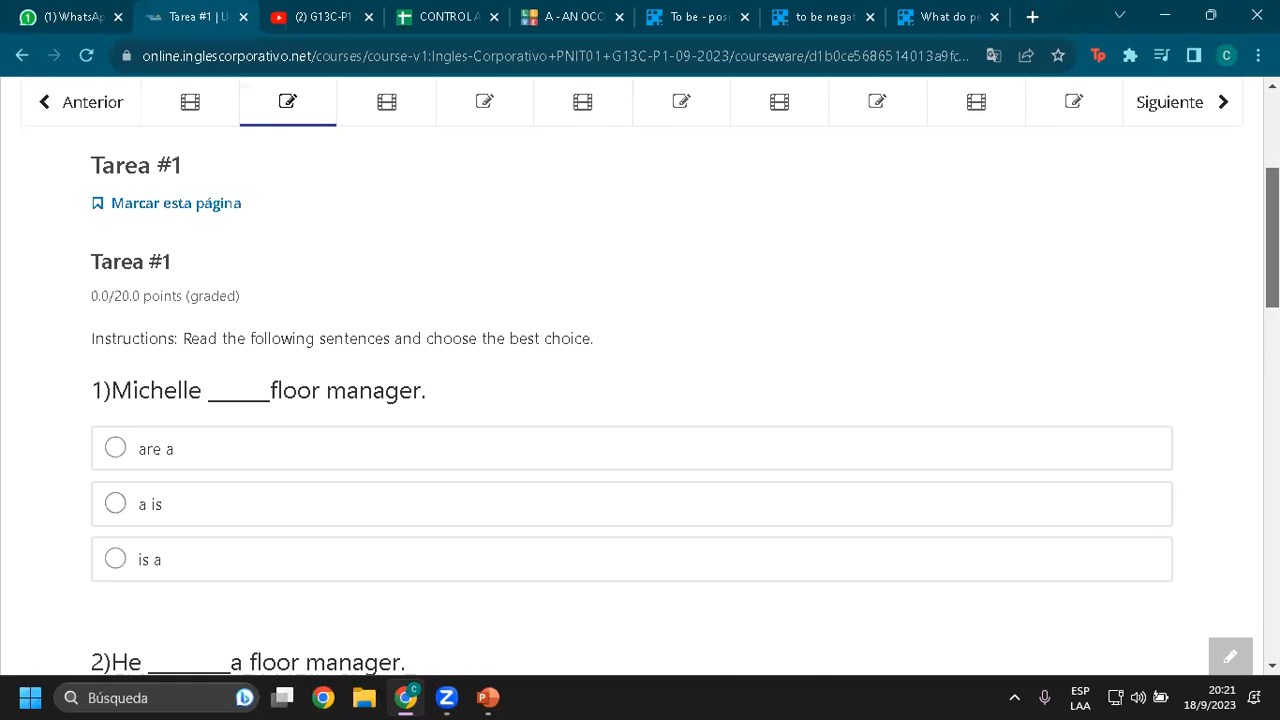 (1) WhatsAp
Tarea #1 | U
(2) G13C-P1
CONTROL A
A - AN OCC
To be - posi
to be negat
What do pe
online.inglescorporativo.net/courses/course-v1:Ingles-Corporativo+PNIT01+G13C-P1-09-2023/courseware/d1b0ce5686514013a9fc...
Anterior
Siguiente
Tarea #1
Marcar esta página
Tarea #1
0.0/20.0 points (graded)
Instructions: Read the following sentences and choose the best choice.
1)Michelle _____floor manager.
are a
a is
is a
2)He _______a floor manager.
Búsqueda
ESP
LAA
20:21
18/9/2023